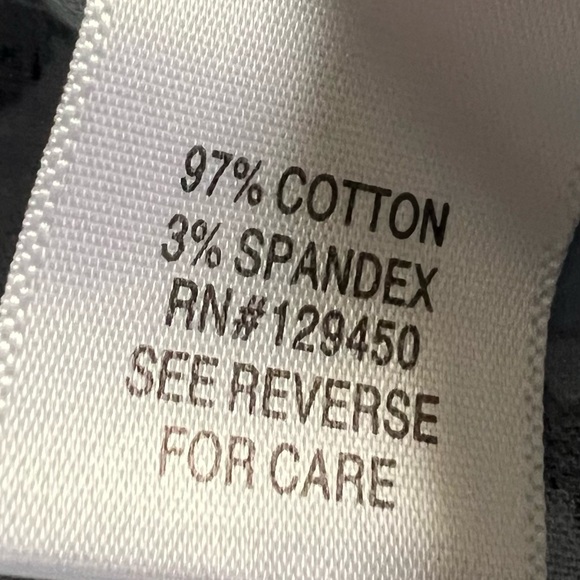 97% COTTON
3% SPANDEX
RN#129450
SEE REVERSE
FOR CARE